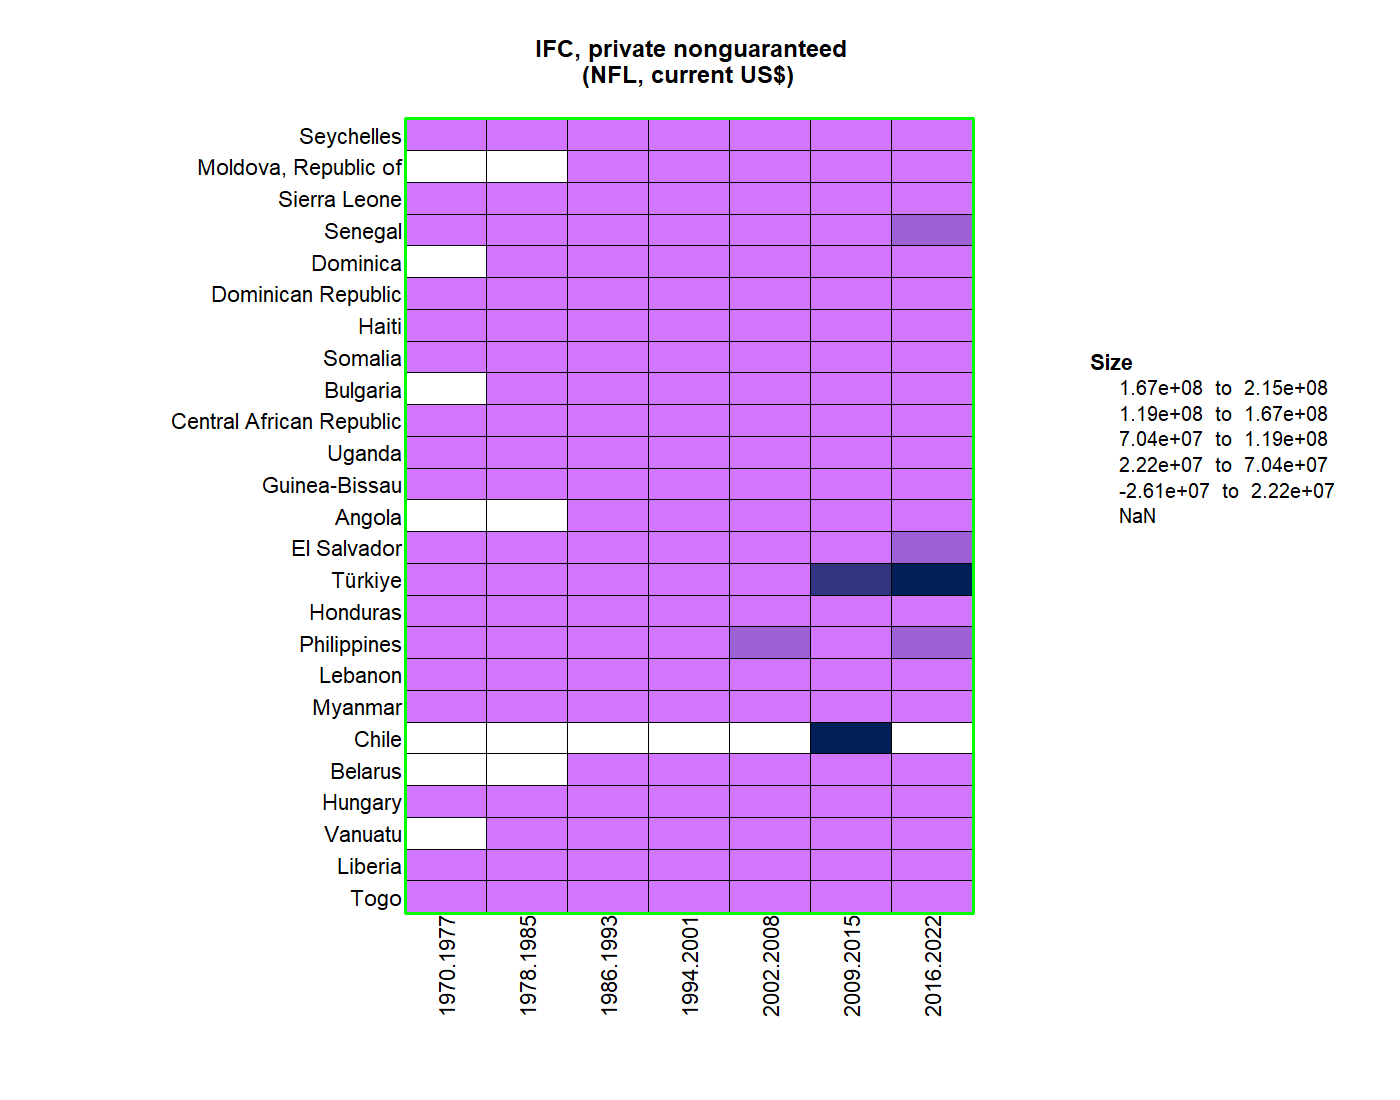 IFC, private nonguaranteed
(NFL, current US$)
Seychelles
Moldova, Republic of
Sierra Leone
Senegal
Dominica
Dominican Republic
Haiti
Somalia
Bulgaria
Central African Republic
Uganda
Guinea-Bissau
Angola
El Salvador
Türkiye
Honduras
Philippines
Lebanon
Myanmar
Chile
Belarus
Hungary
Vanuatu
Liberia
Togo
1970.1977
1978.1985
1986.1993
1994.2001
2002.2008
2009.2015
2016.2022
Size
1.67e+08 to 2.15e+08
1.19e+08 to 1.67e+08
7.04e+07 to 1.19e+08
2.22e+07 to 7.04e+07
-2.61e+07 to 2.22e+07
NaN